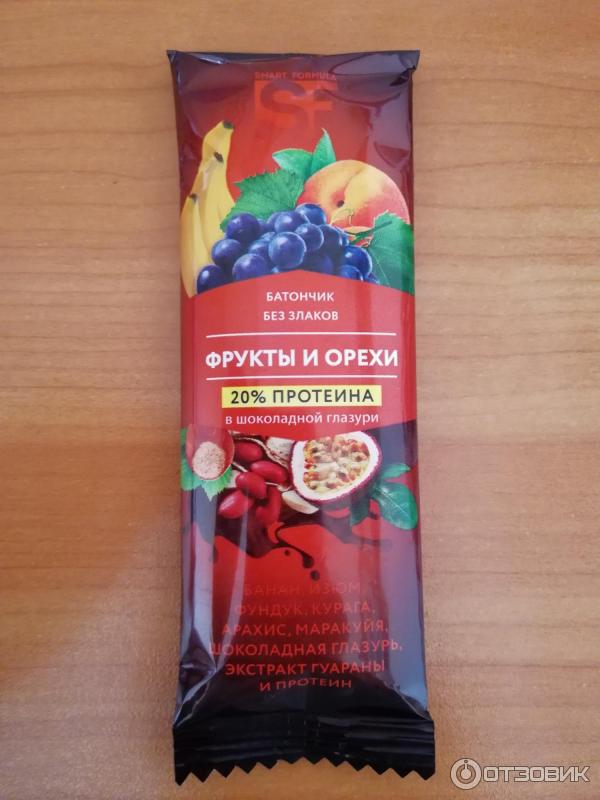 SMART FORMULA
SF
БАТОНЧИК
БЕЗ ЗЛАКОВ
ФРУКТЫ И ОРЕХИ
20% ПРОТЕИНА
в шоколадной глазури
БАНАН, ИЗЮМ,
ФУНДУК, КУРАГА,
АРАХИС, МАРАКУЙЯ,
ШОКОЛАДНАЯ ГЛАЗУРЬ,
ЭКСТРАКТ ГУАРАНЫ
И ПРОТЕИН
ОТЗОВИК